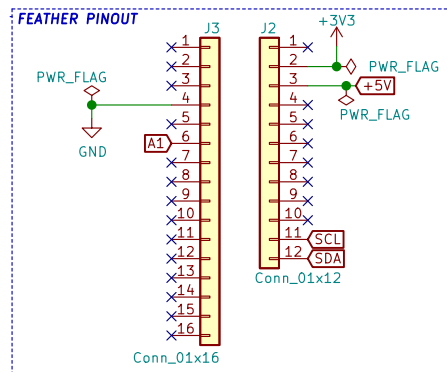 FEATHER PINOUT
J3
J2
+3V3
1
2
3
4
5
6
7
8
9
10
11
12
13
14
15
16
1
2
3
4
5
6
7
8
9
10
11
12
PWR_FLAG
GND
A1
PWR_FLAG
+5V
PWR_FLAG
SCL
SDA
Conn_01x12
Conn_01x16